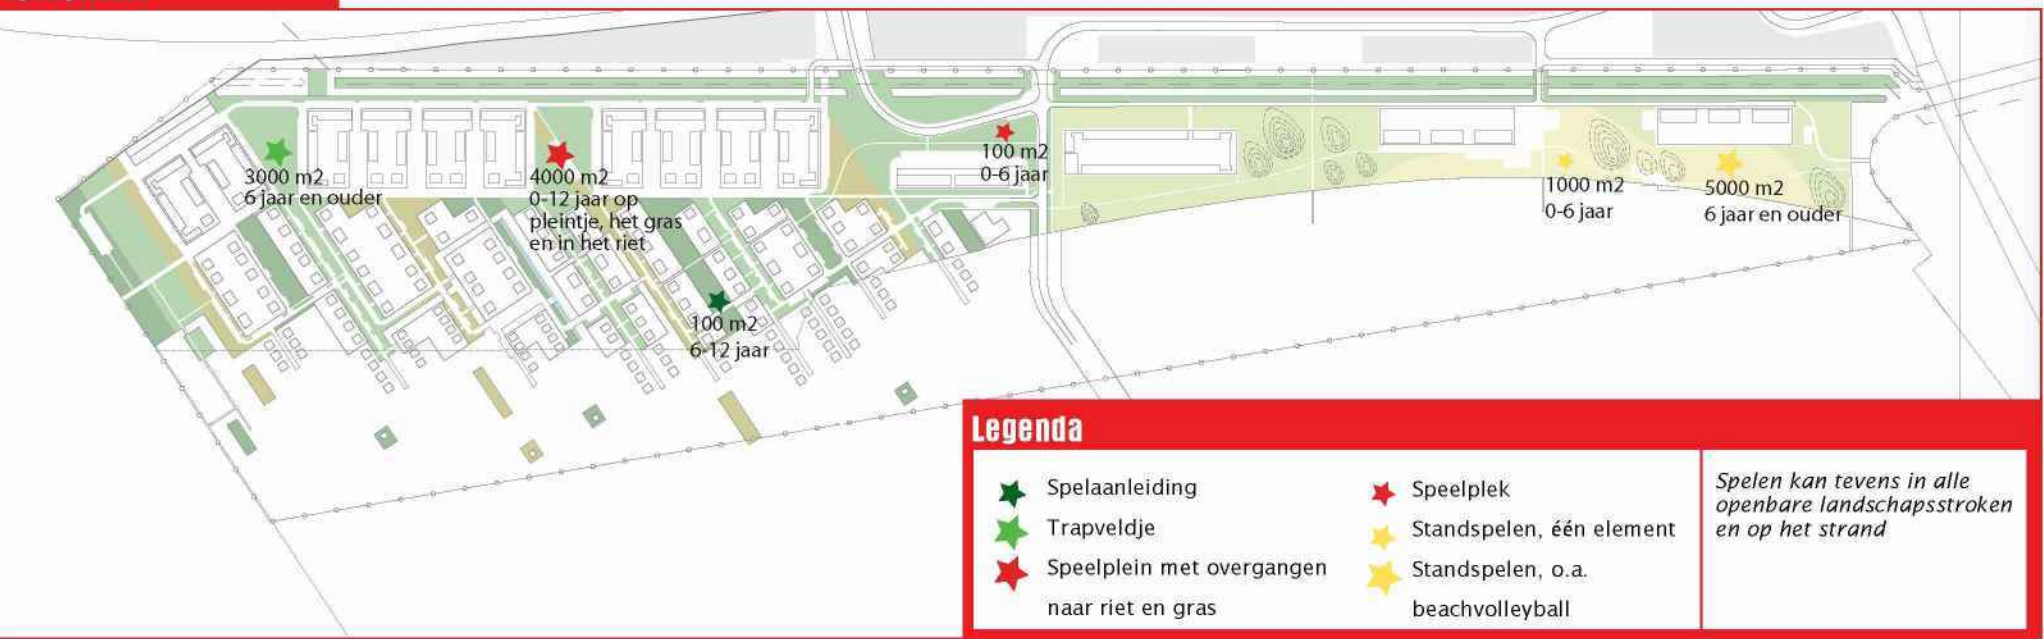 3000 m2
6 jaar en ouder
4000 m2
0-12 jaar op
pleintje, het gras
en in het riet
100 m2
6-12 jaar
100 m2
0-6 jaar
1000 m2
0-6 jaar
5000 m2
6 jaar en ouder
Legenda
Spelaanleiding
Trapveldje
Speelplein met overgangen
naar riet en gras
Speelplek
Standspelen, één element
Standspelen, o.a.
beachvolleyball
Spelen kan tevens in alle
openbare landschapsstroken
en op het strand